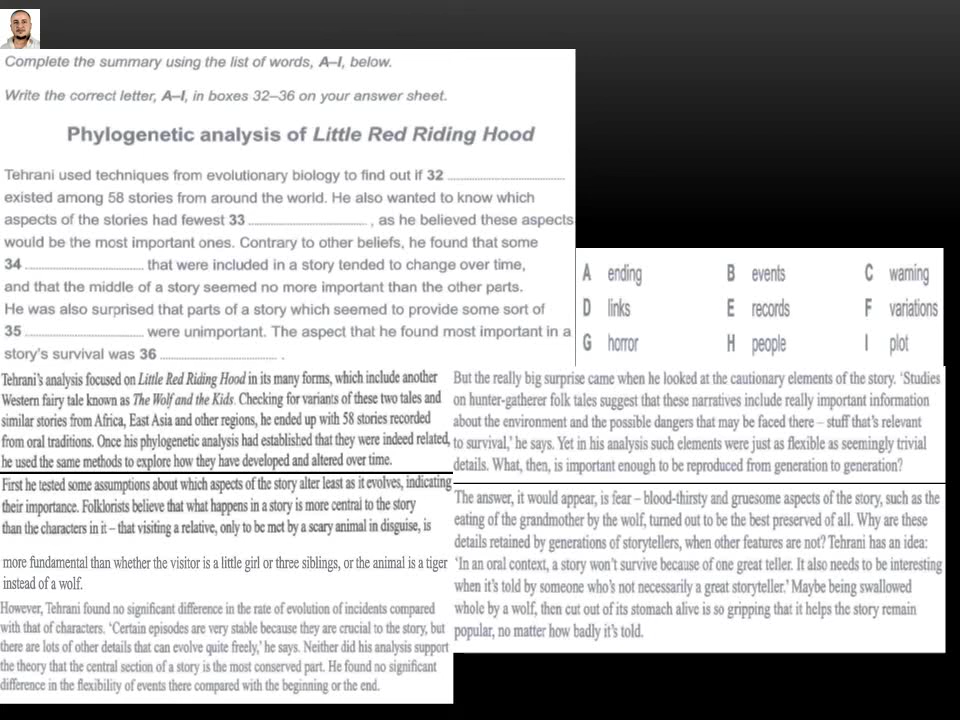 Complete the summary using the list of words, A–I, below.
Write the correct letter, A–I, in boxes 32–36 on your answer sheet.
Phylogenetic analysis of Little Red Riding Hood
Tehrani used techniques from evolutionary biology to find out if 32 ..............................
existed among 58 stories from around the world. He also wanted to know which
aspects of the stories had fewest 33 .............................. , as he believed these aspects
would be the most important ones. Contrary to other beliefs, he found that some
34 .............................. that were included in a story tended to change over time,
and that the middle of a story seemed no more important than the other parts.
He was also surprised that parts of a story which seemed to provide some sort of
35 .............................. were unimportant. The aspect that he found most important in a
story's survival was 36 .............................. .
A ending B events C warning
D links E records F variations
G horror H people I plot
Tehrani's analysis focused on Little Red Riding Hood in its many forms, which include another
Western fairy tale known as The Wolf and the Kids. Checking for variants of these two tales and
similar stories from Africa, East Asia and other regions, he ended up with 58 stories recorded
from oral traditions. Once his phylogenetic analysis had established that they were indeed related,
he used the same methods to explore how they have developed and altered over time.
First he tested some assumptions about which aspects of the story alter least as it evolves, indicating
their importance. Folklorists believe that what happens in a story is more central to the story
than the characters in it – that visiting a relative, only to be met by a scary animal in disguise, is
more fundamental than whether the visitor is a little girl or three siblings, or the animal is a tiger
instead of a wolf.
However, Tehrani found no significant difference in the rate of evolution of incidents compared
with that of characters. 'Certain episodes are very stable because they are crucial to the story, but
there are lots of other details that can evolve quite freely,' he says. Neither did his analysis support
the theory that the central section of a story is the most conserved part. He found no significant
difference in the flexibility of events there compared with the beginning or the end.
But the really big surprise came when he looked at the cautionary elements of the story. 'Studies
on hunter-gatherer folk tales suggest that these narratives include really important information
about the environment and the possible dangers that may be faced there – stuff that's relevant
to survival,' he says. Yet in his analysis such elements were just as flexible as seemingly trivial
details. What, then, is important enough to be reproduced from generation to generation?
The answer, it would appear, is fear – blood-thirsty and gruesome aspects of the story, such as the
eating of the grandmother by the wolf, turned out to be the best preserved of all. Why are these
details retained by generations of storytellers, when other features are not? Tehrani has an idea:
'In an oral context, a story won't survive because of one great teller. It also needs to be interesting
when it's told by someone who's not necessarily a great storyteller.' Maybe being swallowed
whole by a wolf, then cut out of its stomach alive is so gripping that it helps the story remain
popular, no matter how badly it's told.